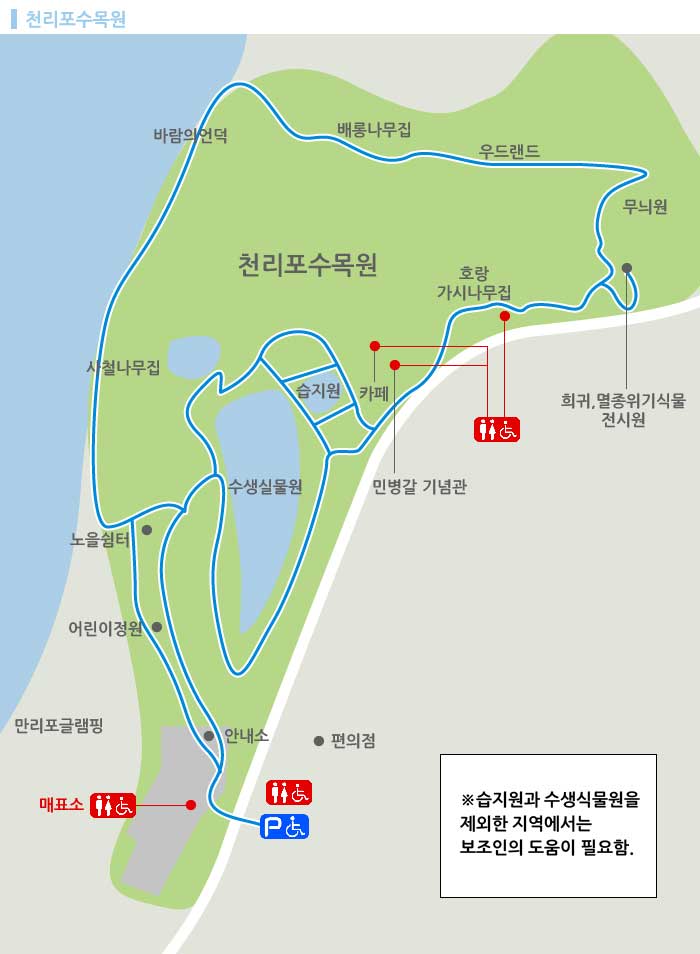 천리포수목원
바람의언덕
배롱나무집
우드랜드
무늬원
천리포수목원
호랑
가시나무집
사철나무집
습지원
카페
희귀,멸종위기식물
전시원
수생실물원
민병갈 기념관
노을쉼터
어린이정원
만리포글램핑
안내소
편의점
매표소
P
※습지원과 수생식물원을
제외한 지역에서는
보조인의 도움이 필요함.